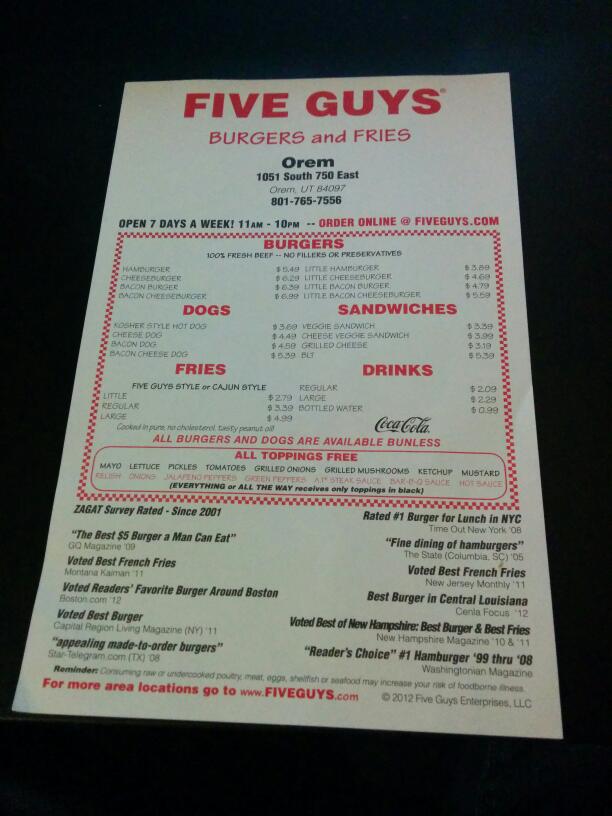 FIVE GUYS®
BURGERS and FRIES
Orem
1051 South 750 East
Orem, UT 84097
801-765-7556
OPEN 7 DAYS A WEEK! 11AM - 10PM -- ORDER ONLINE @ FIVEGUYS.COM
BURGERS
100% FRESH BEEF -- NO FILLERS OR PRESERVATIVES
HAMBURGER $ 5.49 LITTLE HAMBURGER $ 3.89
CHEESEBURGER $ 6.29 LITTLE CHEESEBURGER $ 4.69
BACON BURGER $ 6.39 LITTLE BACON BURGER $ 4.79
BACON CHEESEBURGER $ 6.99 LITTLE BACON CHEESEBURGER $ 5.59
DOGS
KOSHER STYLE HOT DOG $ 3.69
CHEESE DOG $ 4.49
BACON DOG $ 4.59
BACON CHEESE DOG $ 5.39
SANDWICHES
VEGGIE SANDWICH $ 3.39
CHEESE VEGGIE SANDWICH $ 3.99
GRILLED CHEESE $ 3.19
BLT $ 5.39
FRIES
FIVE GUYS STYLE or CAJUN STYLE
LITTLE $ 2.79
REGULAR $ 3.39
LARGE $ 4.99
Cooked in pure, no cholesterol, tasty peanut oil!
DRINKS
REGULAR $ 2.09
LARGE $ 2.29
BOTTLED WATER $ 0.99
Coca-Cola.
ALL BURGERS AND DOGS ARE AVAILABLE BUNLESS
ALL TOPPINGS FREE
MAYO LETTUCE PICKLES TOMATOES GRILLED ONIONS GRILLED MUSHROOMS KETCHUP MUSTARD
RELISH ONIONS JALAPENO PEPPERS GREEN PEPPERS A.1® STEAK SAUCE BAR-B-Q SAUCE HOT SAUCE
(EVERYTHING or ALL THE WAY receives only toppings in black)
ZAGAT Survey Rated - Since 2001
"The Best $5 Burger a Man Can Eat"
GQ Magazine '09
Voted Best French Fries
Montana Kaiman '11
Voted Readers' Favorite Burger Around Boston
Boston.com '12
Voted Best Burger
Capital Region Living Magazine (NY) '11
"appealing made-to-order burgers"
Star-Telegram.com (TX) '08
Rated #1 Burger for Lunch in NYC
Time Out New York '08
"Fine dining of hamburgers"
The State (Columbia, SC) '05
Voted Best French Fries
New Jersey Monthly '11
Best Burger in Central Louisiana
Cenla Focus '12
Voted Best of New Hampshire: Best Burger & Best Fries
New Hampshire Magazine '10 & '11
"Reader's Choice" #1 Hamburger '99 thru '08
Washingtonian Magazine
Reminder: Consuming raw or undercooked poultry, meat, eggs, shellfish or seafood may increase your risk of foodborne illness.
For more area locations go to www.FIVEGUYS.com
© 2012 Five Guys Enterprises, LLC